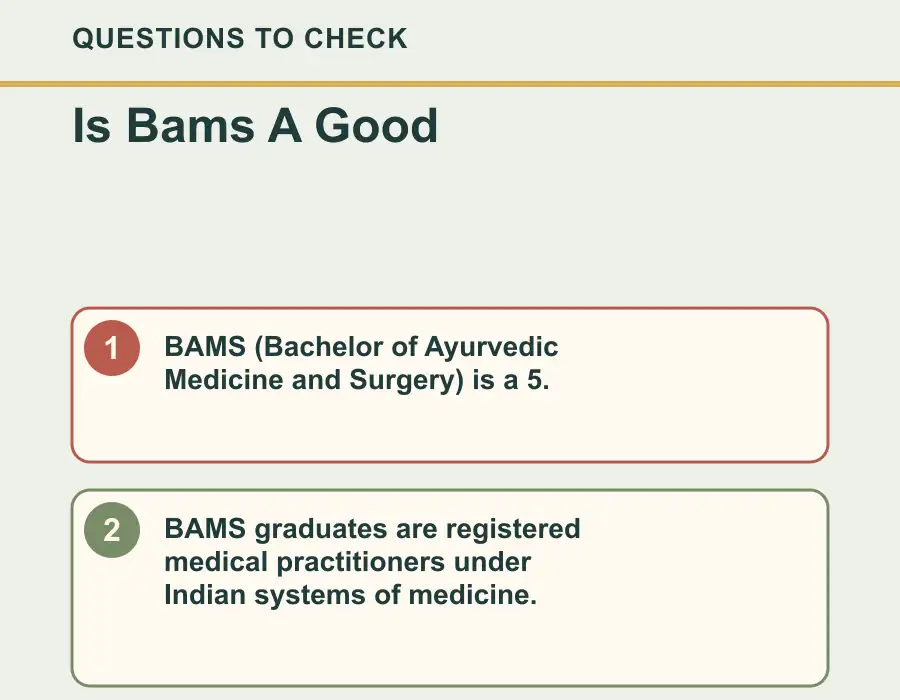 QUESTIONS TO CHECK
Is Bams A Good
1
BAMS (Bachelor of Ayurvedic
Medicine and Surgery) is a 5.
2
BAMS graduates are registered
medical practitioners under
Indian systems of medicine.